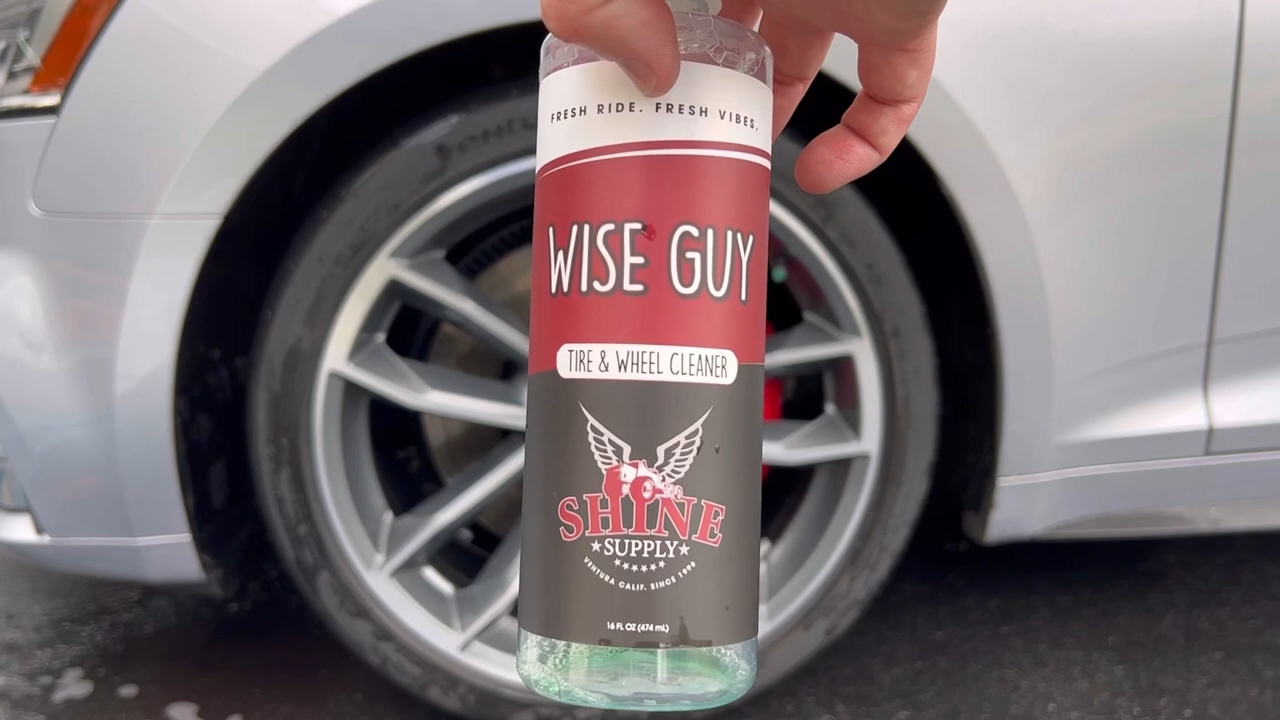 FRESH RIDE. FRESH VIBES.
WISE GUY
TIRE & WHEEL CLEANER
SHINE
★SUPPLY★
★★★★★
VENTURA CALIF. SINCE 1996
16 FL OZ (474 mL)